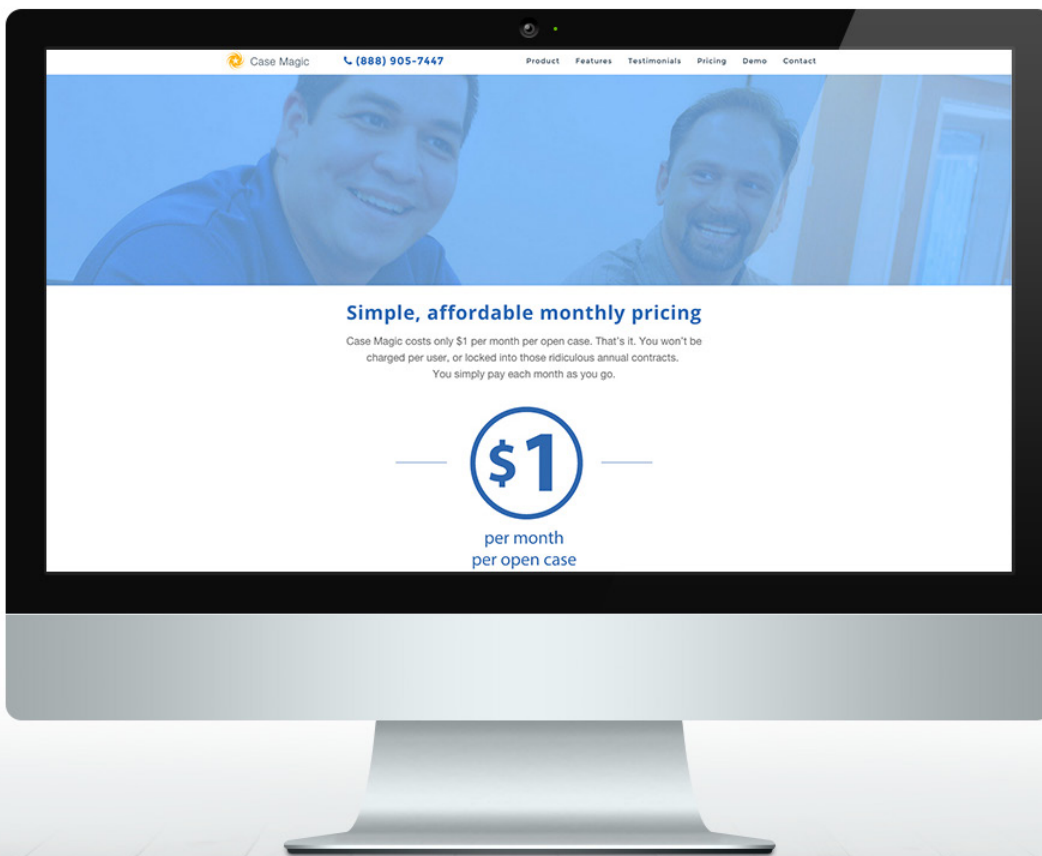 Case Magic (888) 905-7447 Product Features Testimonials Pricing Demo Contact
Simple, affordable monthly pricing
Case Magic costs only $1 per month per open case. That's it. You won't be
charged per user, or locked into those ridiculous annual contracts.
You simply pay each month as you go.
$1
per month
per open case